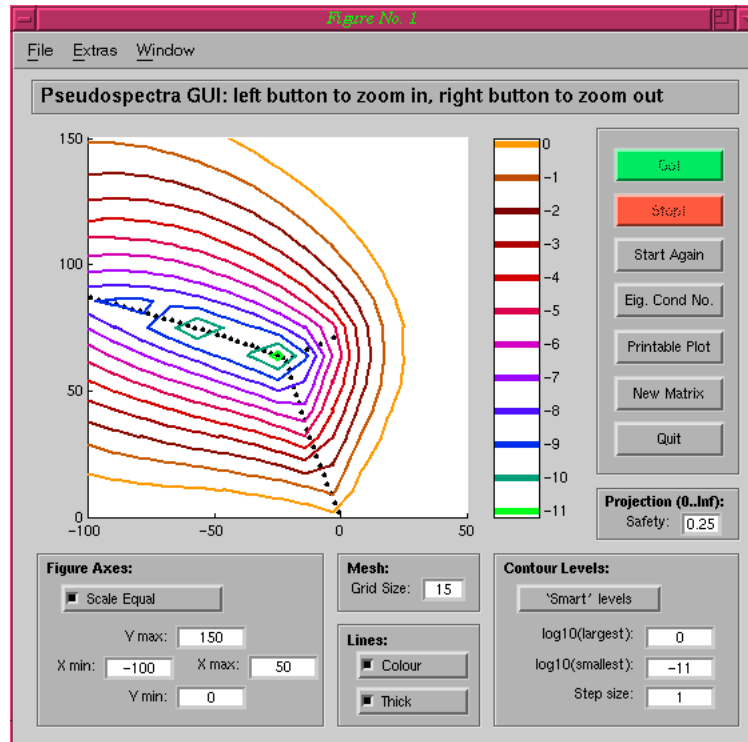 Figure No. 1
File Extras Window
Pseudospectra GUI: left button to zoom in, right button to zoom out
150
100
50
0
-100
-50
0
50
0
-1
-2
-3
-4
-5
-6
-7
-8
-9
-10
-11
Go!
Stop!
Start Again
Eig. Cond No.
Printable Plot
New Matrix
Quit
Projection (0..Inf):
Safety: 0.25
Figure Axes:
Scale Equal
Y max: 150
X min: -100 X max: 50
Y min: 0
Mesh:
Grid Size: 15
Lines:
Colour
Thick
Contour Levels:
'Smart' levels
log10(largest): 0
log10(smallest): -11
Step size: 1